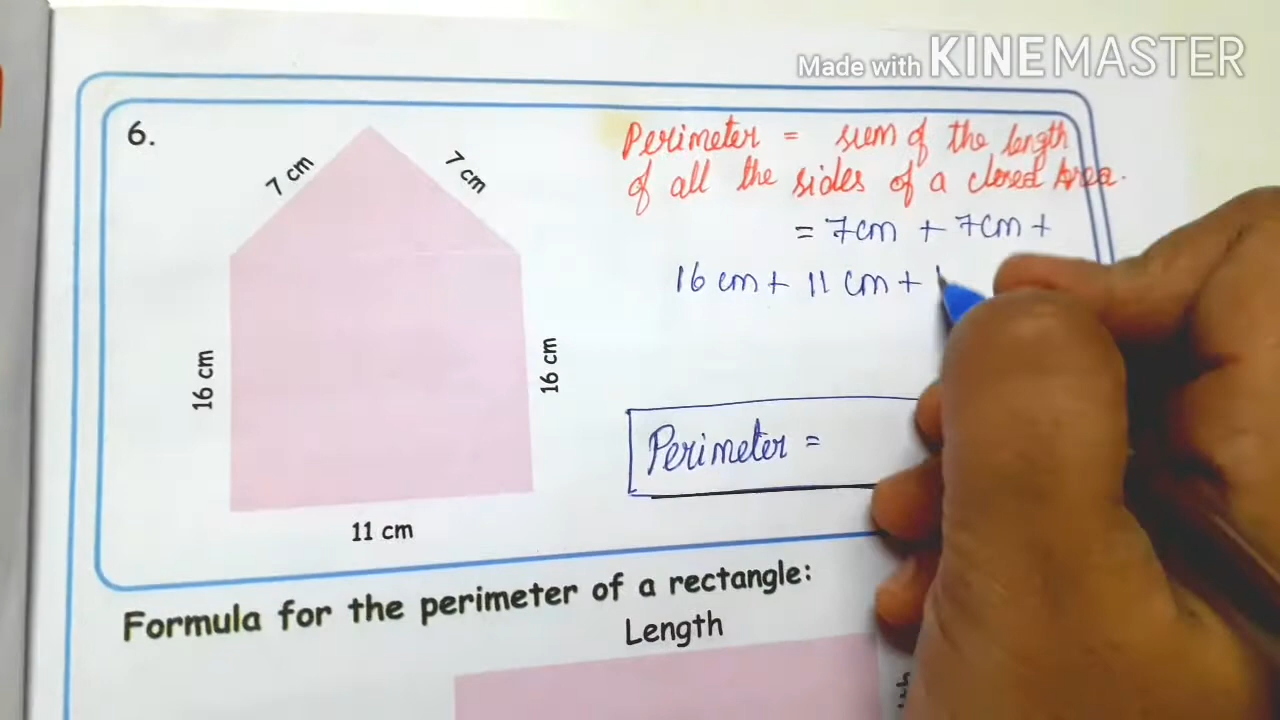 Made with KINEMASTER
6.
7 cm
7 cm
16 cm
16 cm
11 cm
Perimeter = sum of the length
of all the sides of a closed Area.
= 7cm + 7cm +
16 cm + 11 cm +
Perimeter =
Formula for the perimeter of a rectangle:
Length